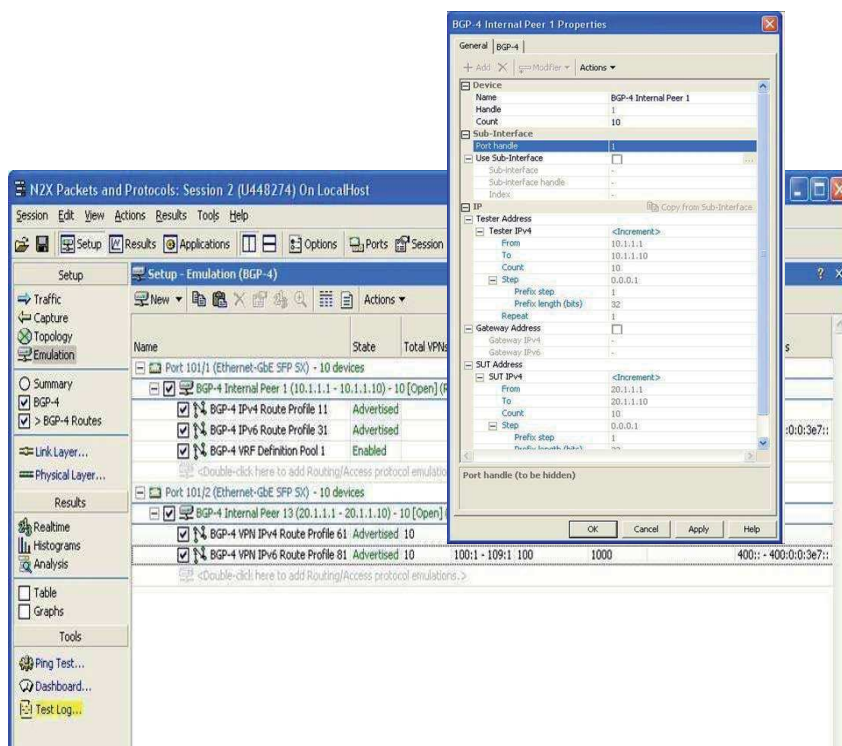 BGP-4 Internal Peer 1 Properties
General BGP-4
Add Modifier Actions
Device
Name BGP-4 Internal Peer 1
Handle 1
Count 10
Sub-Interface
Port handle 1
Use Sub-Interface ...
Sub-interface -
Sub-interface handle -
Index -
IP Copy from Sub-Interface
Tester Address
Tester IPv4 <Increment>
From 10.1.1.1
To 10.1.1.10
Count 10
Step 0.0.0.1
Prefix step 1
Prefix length (bits) 32
Repeat 1
Gateway Address
Gateway IPv4 -
Gateway IPv6 -
SUT Address
SUT IPv4 <Increment>
From 20.1.1.1
To 20.1.1.10
Count 10
Step 0.0.0.1
Prefix step 1
Prefix length (bits)
Port handle (to be hidden)
OK Cancel Apply Help
N2X Packets and Protocols: Session 2 (U448274) On LocalHost
Session Edit View Actions Results Tools Help
Setup Results Applications Options Ports Session
Setup
Traffic
Capture
Topology
Emulation
Summary
BGP-4
> BGP-4 Routes
Link Layer...
Physical Layer...
Results
Realtime
Histograms
Analysis
Table
Graphs
Tools
Ping Test...
Dashboard...
Test Log...
Setup - Emulation (BGP-4) ?
New Actions
Name State Total VPNs s
Port 101/1 (Ethernet-GbE SFP SX) - 10 devices
BGP-4 Internal Peer 1 (10.1.1.1 - 10.1.1.10) - 10 [Open] (R
BGP-4 IPv4 Route Profile 11 Advertised
BGP-4 IPv6 Route Profile 31 Advertised :0:0:3e7::
BGP-4 VRF Definition Pool 1 Enabled
<Double-click here to add Routing/Access protocol emulatio
Port 101/2 (Ethernet-GbE SFP SX) - 10 devices
BGP-4 Internal Peer 13 (20.1.1.1 - 20.1.1.10) - 10 [Open] (
BGP-4 VPN IPv4 Route Profile 61 Advertised 10
BGP-4 VPN IPv6 Route Profile 81 Advertised 10 100:1 - 109:1 100 1000 400:: - 400:0:0:3e7::
<Double-click here to add Routing/Access protocol emulations.>